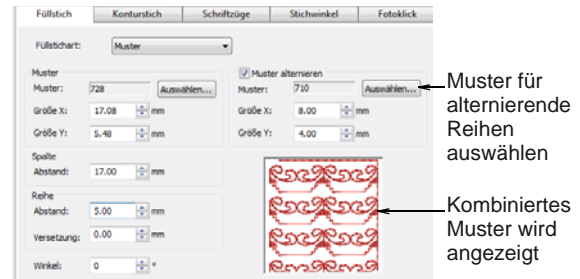 Füllstich Konturstich Schriftzüge Stichwinkel Fotoklick
Füllstichart: Muster
Muster
Muster: 728 Auswählen...
Größe X: 17.08 mm
Größe Y: 5.48 mm
Muster alternieren
Muster: 710 Auswählen...
Größe X: 8.00 mm
Größe Y: 4.00 mm
Spalte
Abstand: 17.00 mm
Reihe
Abstand: 5.00 mm
Versetzung: 0.00 mm
Winkel: 0 °
Muster für
alternierende
Reihen
auswählen
Kombiniertes
Muster wird
angezeigt